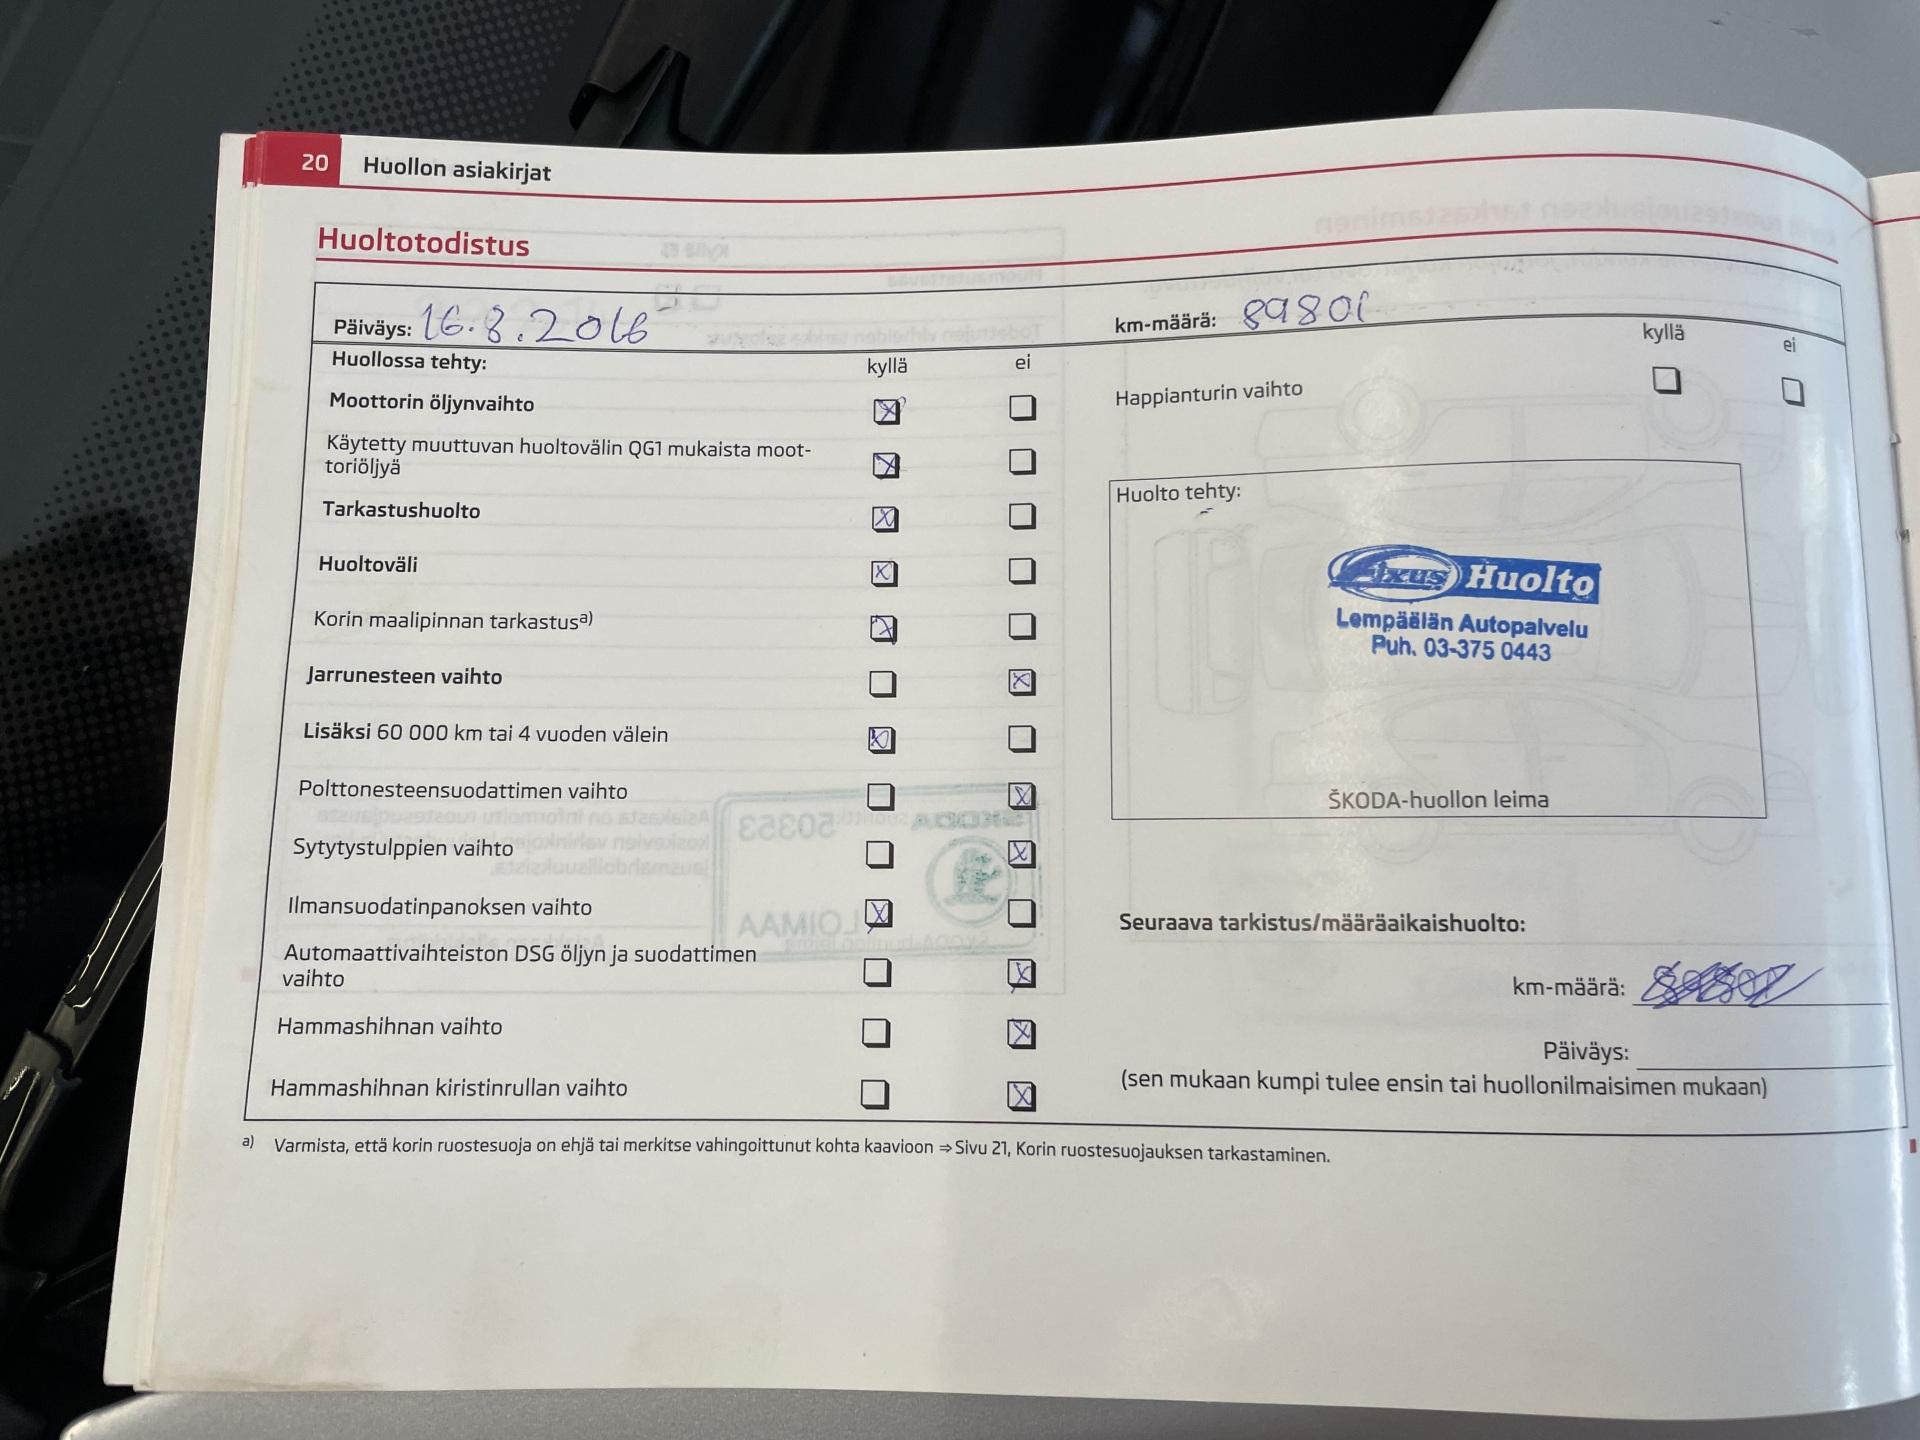 20 Huollon asiakirjat
Huoltotodistus
Päiväys: 16.8.2016
km-määrä: 89801
Huollossa tehty: kyllä ei
Moottorin öljynvaihto
Käytetty muuttuvan huoltovälin QG1 mukaista moot-
toriöljyä
Tarkastushuolto
Huoltoväli
Korin maalipinnan tarkastusa)
Jarrunesteen vaihto
Lisäksi 60 000 km tai 4 vuoden välein
Polttonesteensuodattimen vaihto
Sytytystulppien vaihto
Ilmansuodatinpanoksen vaihto
Automaattivaihteiston DSG öljyn ja suodattimen
vaihto
Hammashihnan vaihto
Hammashihnan kiristinrullan vaihto
kyllä ei
Happianturin vaihto
Huolto tehty:
Fixus Huolto
Lempäälän Autopalvelu
Puh. 03-375 0443
ŠKODA-huollon leima
Seuraava tarkistus/määräaikaishuolto:
km-määrä:
Päiväys:
(sen mukaan kumpi tulee ensin tai huollonilmaisimen mukaan)
a) Varmista, että korin ruostesuoja on ehjä tai merkitse vahingoittunut kohta kaavioon ⇒ Sivu 21, Korin ruostesuojauksen tarkastaminen.